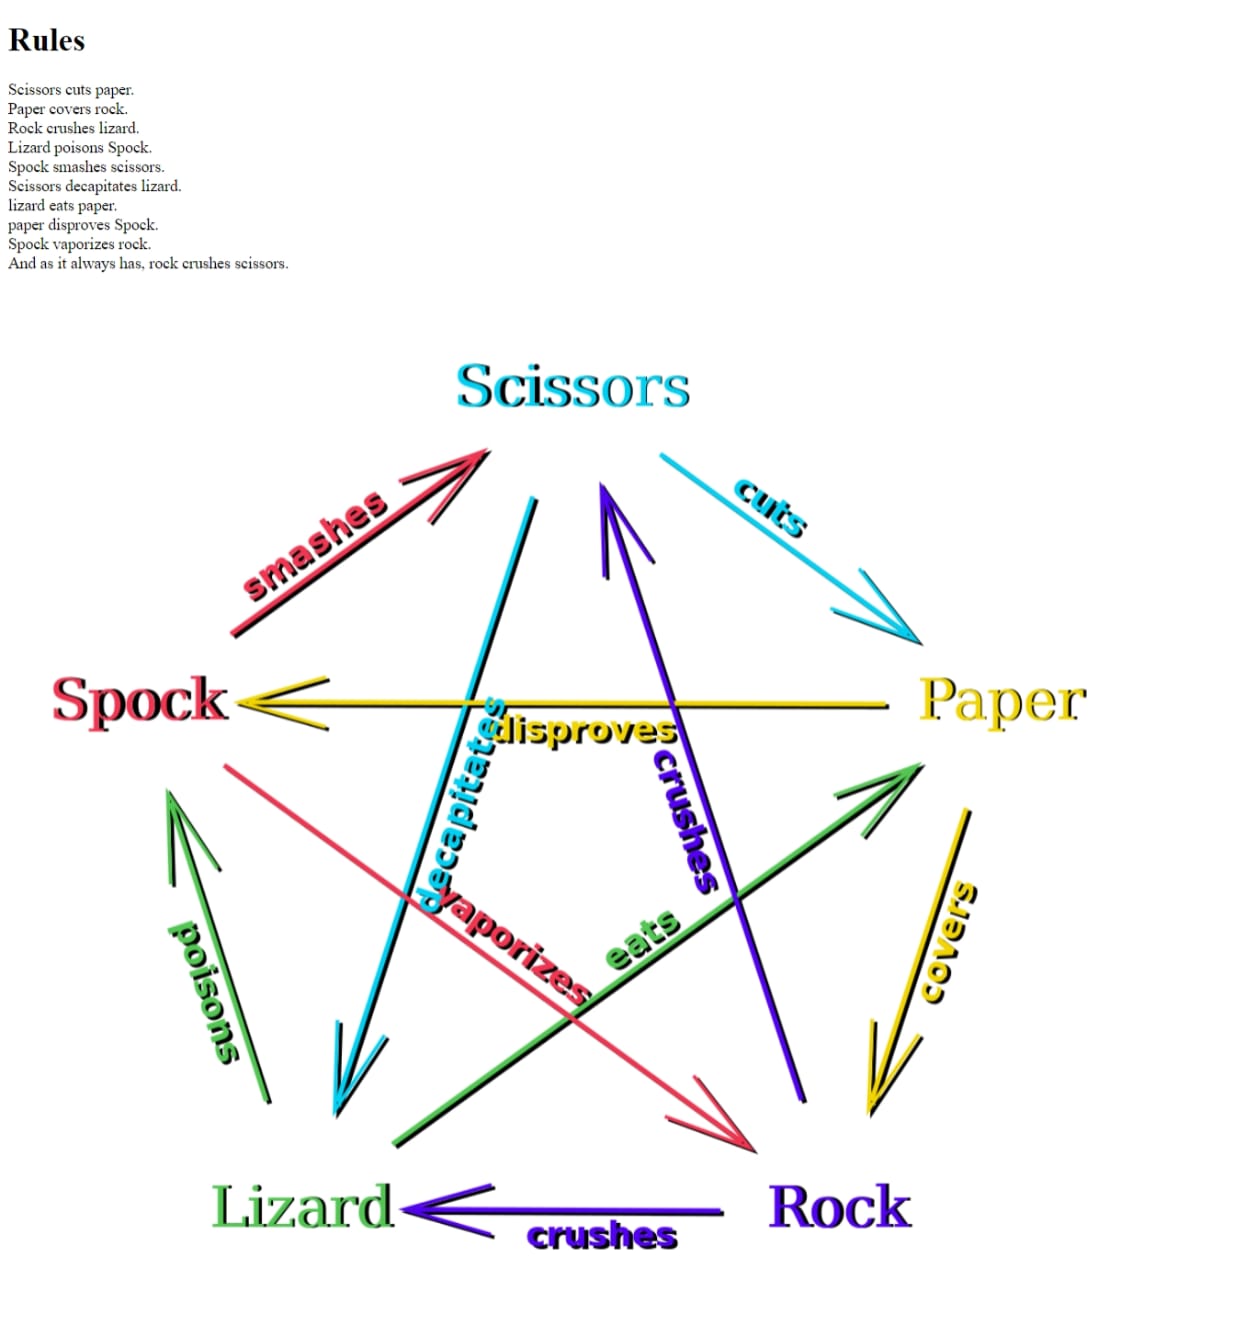 Rules
Scissors cuts paper.
Paper covers rock.
Rock crushes lizard.
Lizard poisons Spock.
Spock smashes scissors.
Scissors decapitates lizard.
lizard eats paper.
paper disproves Spock.
Spock vaporizes rock.
And as it always has, rock crushes scissors.
Scissors
smashes
cuts
Spock
Paper
disproves
decapitates
crushes
vaporizes
eats
covers
poisons
Lizard
Rock
crushes